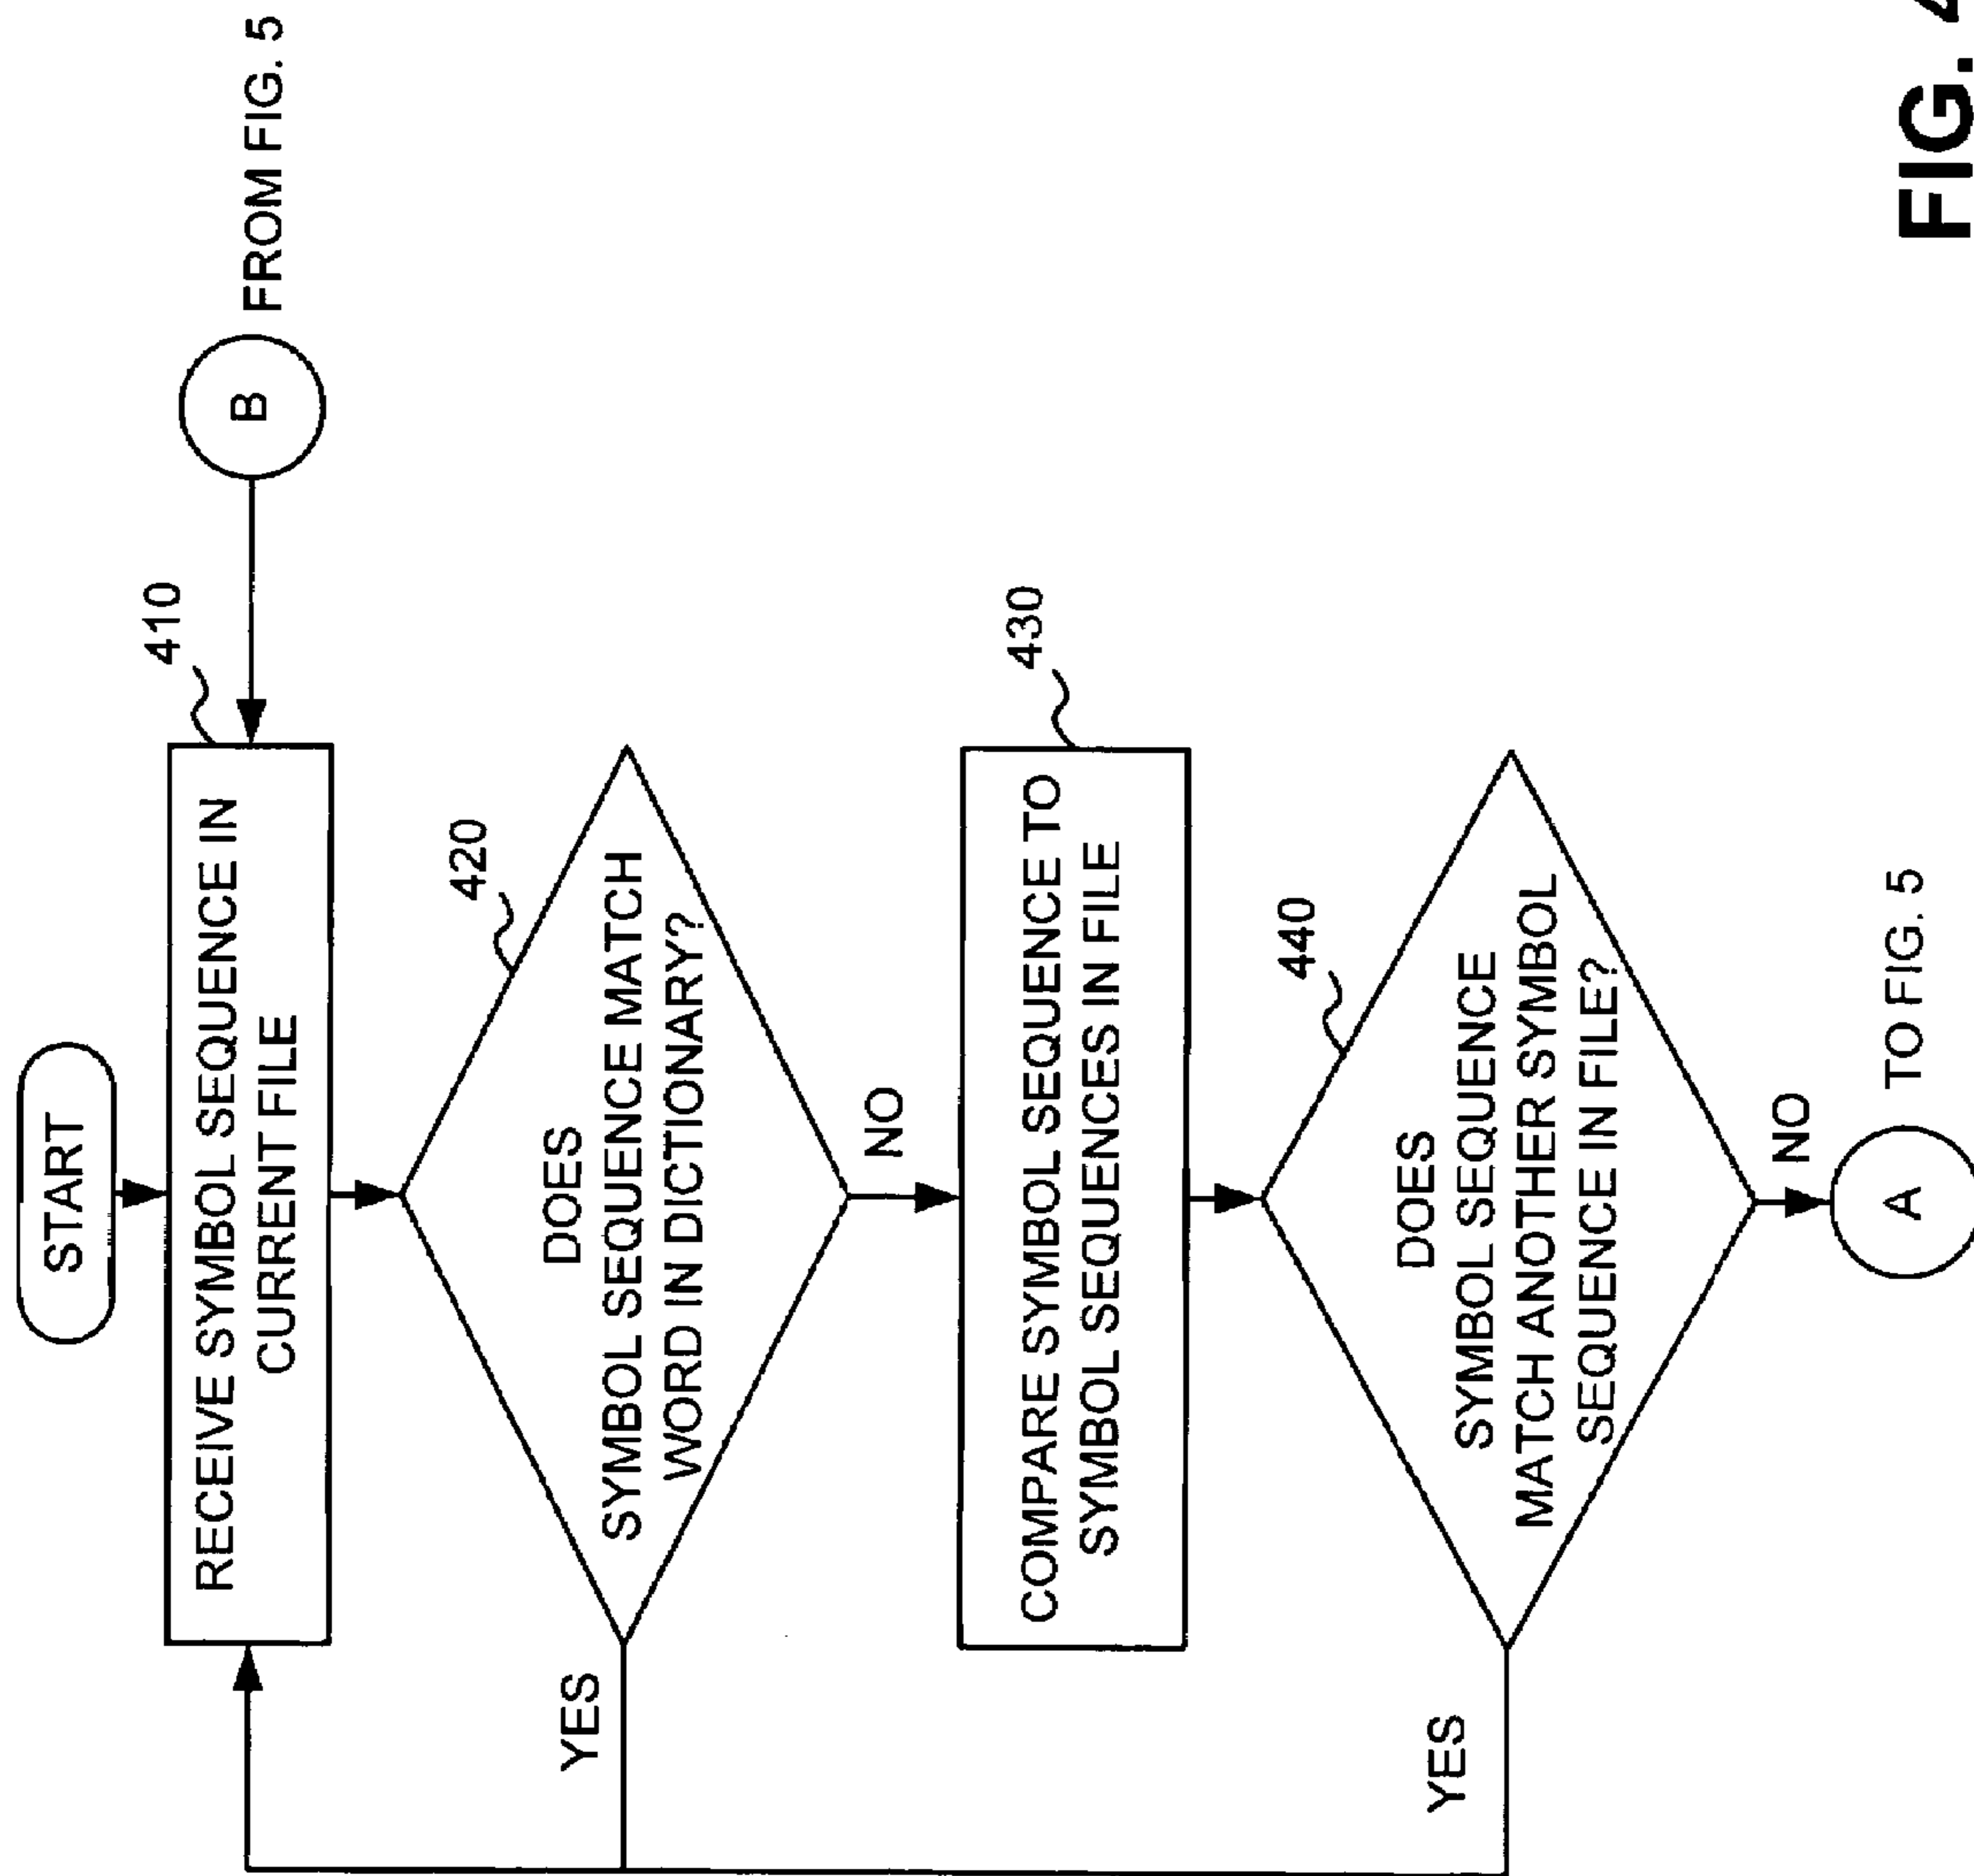 START
410
RECEIVE SYMBOL SEQUENCE IN
CURRENT FILE
B
FROM FIG. 5
420
DOES
SYMBOL SEQUENCE MATCH
WORD IN DICTIONARY?
YES
NO
430
COMPARE SYMBOL SEQUENCE TO
SYMBOL SEQUENCES IN FILE
440
DOES
SYMBOL SEQUENCE
MATCH ANOTHER SYMBOL
SEQUENCE IN FILE?
YES
NO
A
TO FIG. 5
FIG. 4